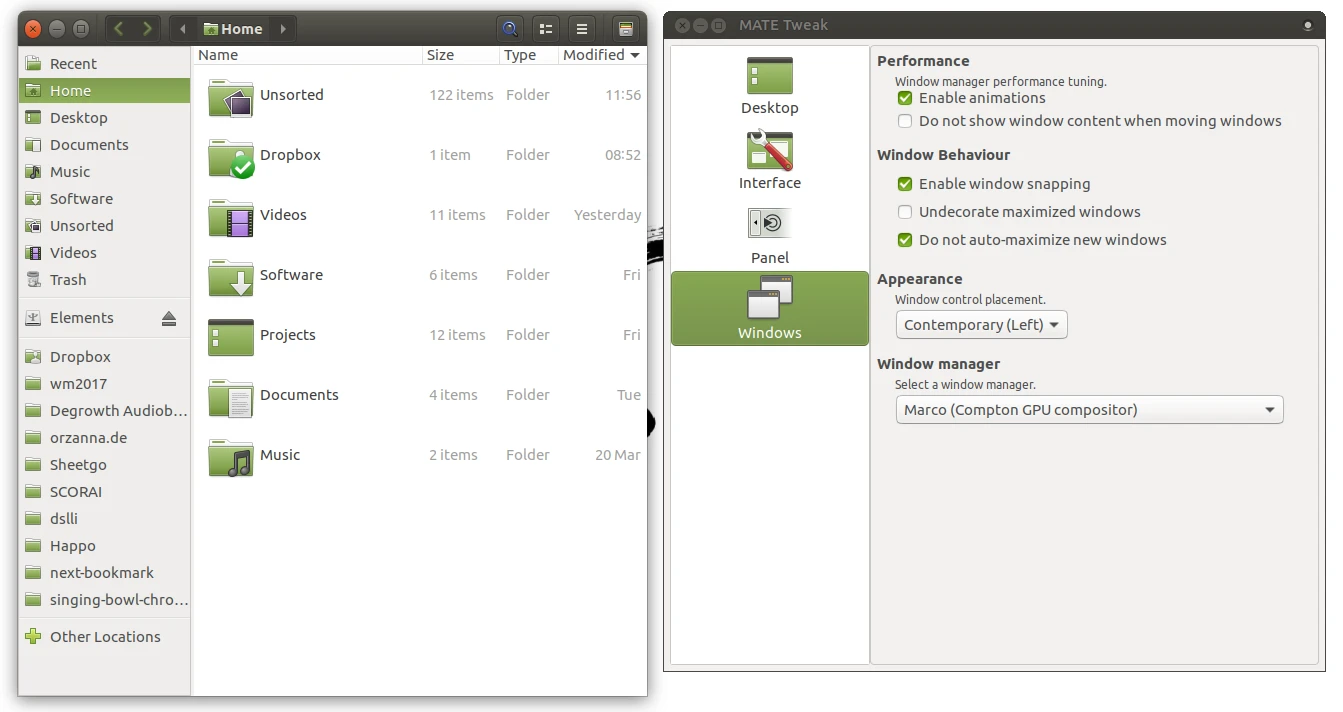 Home
Recent
Home
Desktop
Documents
Music
Software
Unsorted
Videos
Trash
Elements
Dropbox
wm2017
Degrowth Audiob...
orzanna.de
Sheetgo
SCORAI
dslli
Happo
next-bookmark
singing-bowl-chro...
Other Locations
Name Size Type Modified
Unsorted 122 items Folder 11:56
Dropbox 1 item Folder 08:52
Videos 11 items Folder Yesterday
Software 6 items Folder Fri
Projects 12 items Folder Fri
Documents 4 items Folder Tue
Music 2 items Folder 20 Mar
MATE Tweak
Desktop
Interface
Panel
Windows
Performance
Window manager performance tuning.
Enable animations
Do not show window content when moving windows
Window Behaviour
Enable window snapping
Undecorate maximized windows
Do not auto-maximize new windows
Appearance
Window control placement.
Contemporary (Left)
Window manager
Select a window manager.
Marco (Compton GPU compositor)